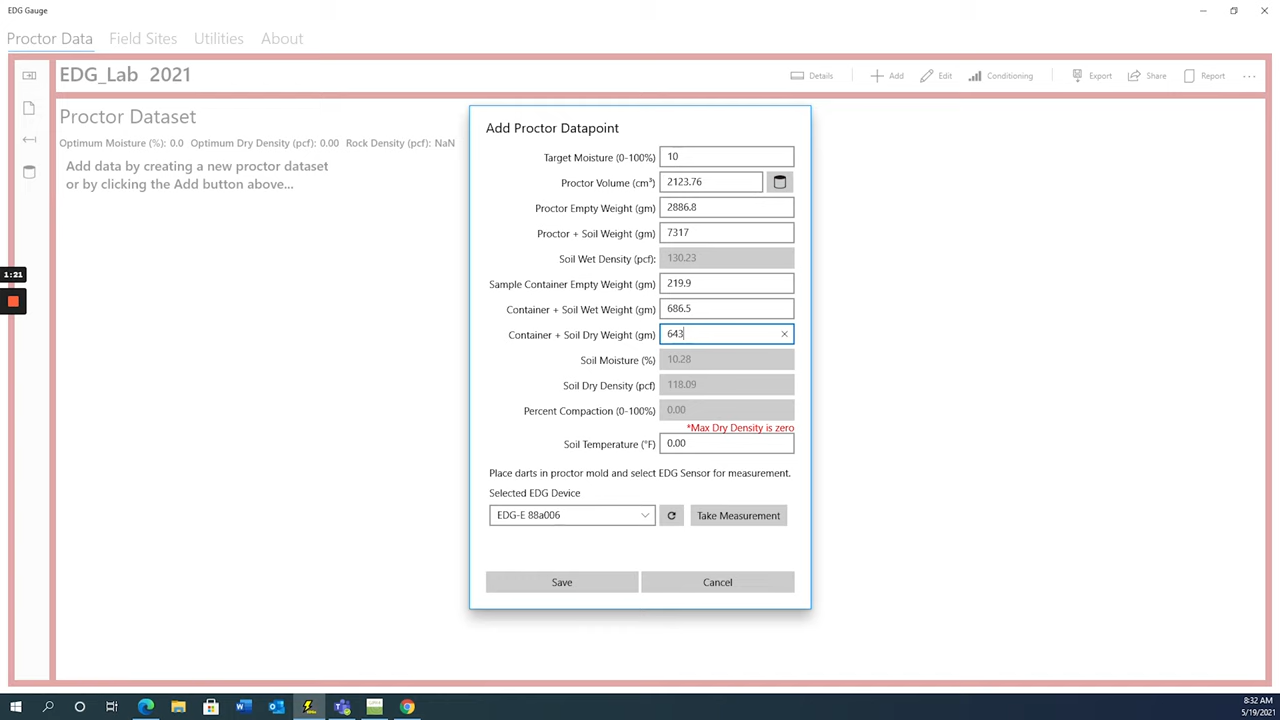 EDG Gauge
Proctor Data Field Sites Utilities About
EDG_Lab 2021
Details Add Edit Conditioning Export Share Report ...
Proctor Dataset
Optimum Moisture (%): 0.0 Optimum Dry Density (pcf): 0.00 Rock Density (pcf): NaN
Add data by creating a new proctor dataset
or by clicking the Add button above...
Add Proctor Datapoint
Target Moisture (0-100%) 10
Proctor Volume (cm³) 2123.76
Proctor Empty Weight (gm) 2886.8
Proctor + Soil Weight (gm) 7317
Soil Wet Density (pcf): 130.23
Sample Container Empty Weight (gm) 219.9
Container + Soil Wet Weight (gm) 686.5
Container + Soil Dry Weight (gm) 643
Soil Moisture (%) 10.28
Soil Dry Density (pcf) 118.09
Percent Compaction (0-100%) 0.00
*Max Dry Density is zero
Soil Temperature (°F) 0.00
Place darts in proctor mold and select EDG Sensor for measurement.
Selected EDG Device
EDG-E 88a006 Take Measurement
Save Cancel
1:21
8:32 AM
5/19/2021